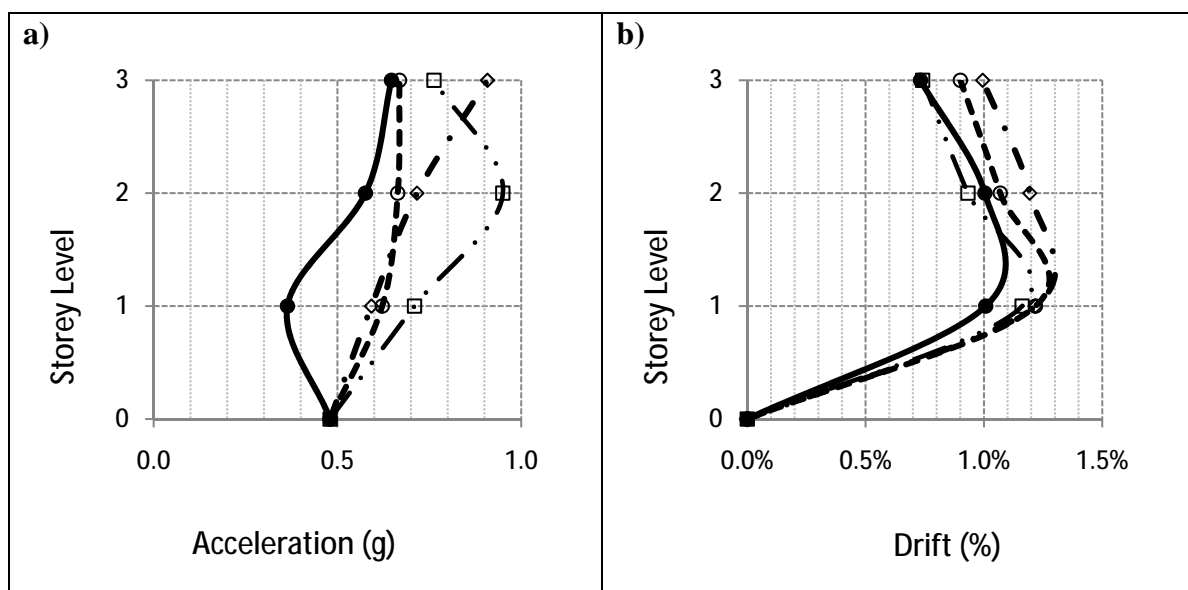 a)
3
2
1
0
Storey Level
0.0
0.5
1.0
Acceleration (g)
b)
3
2
1
0
Storey Level
0.0%
0.5%
1.0%
1.5%
Drift (%)